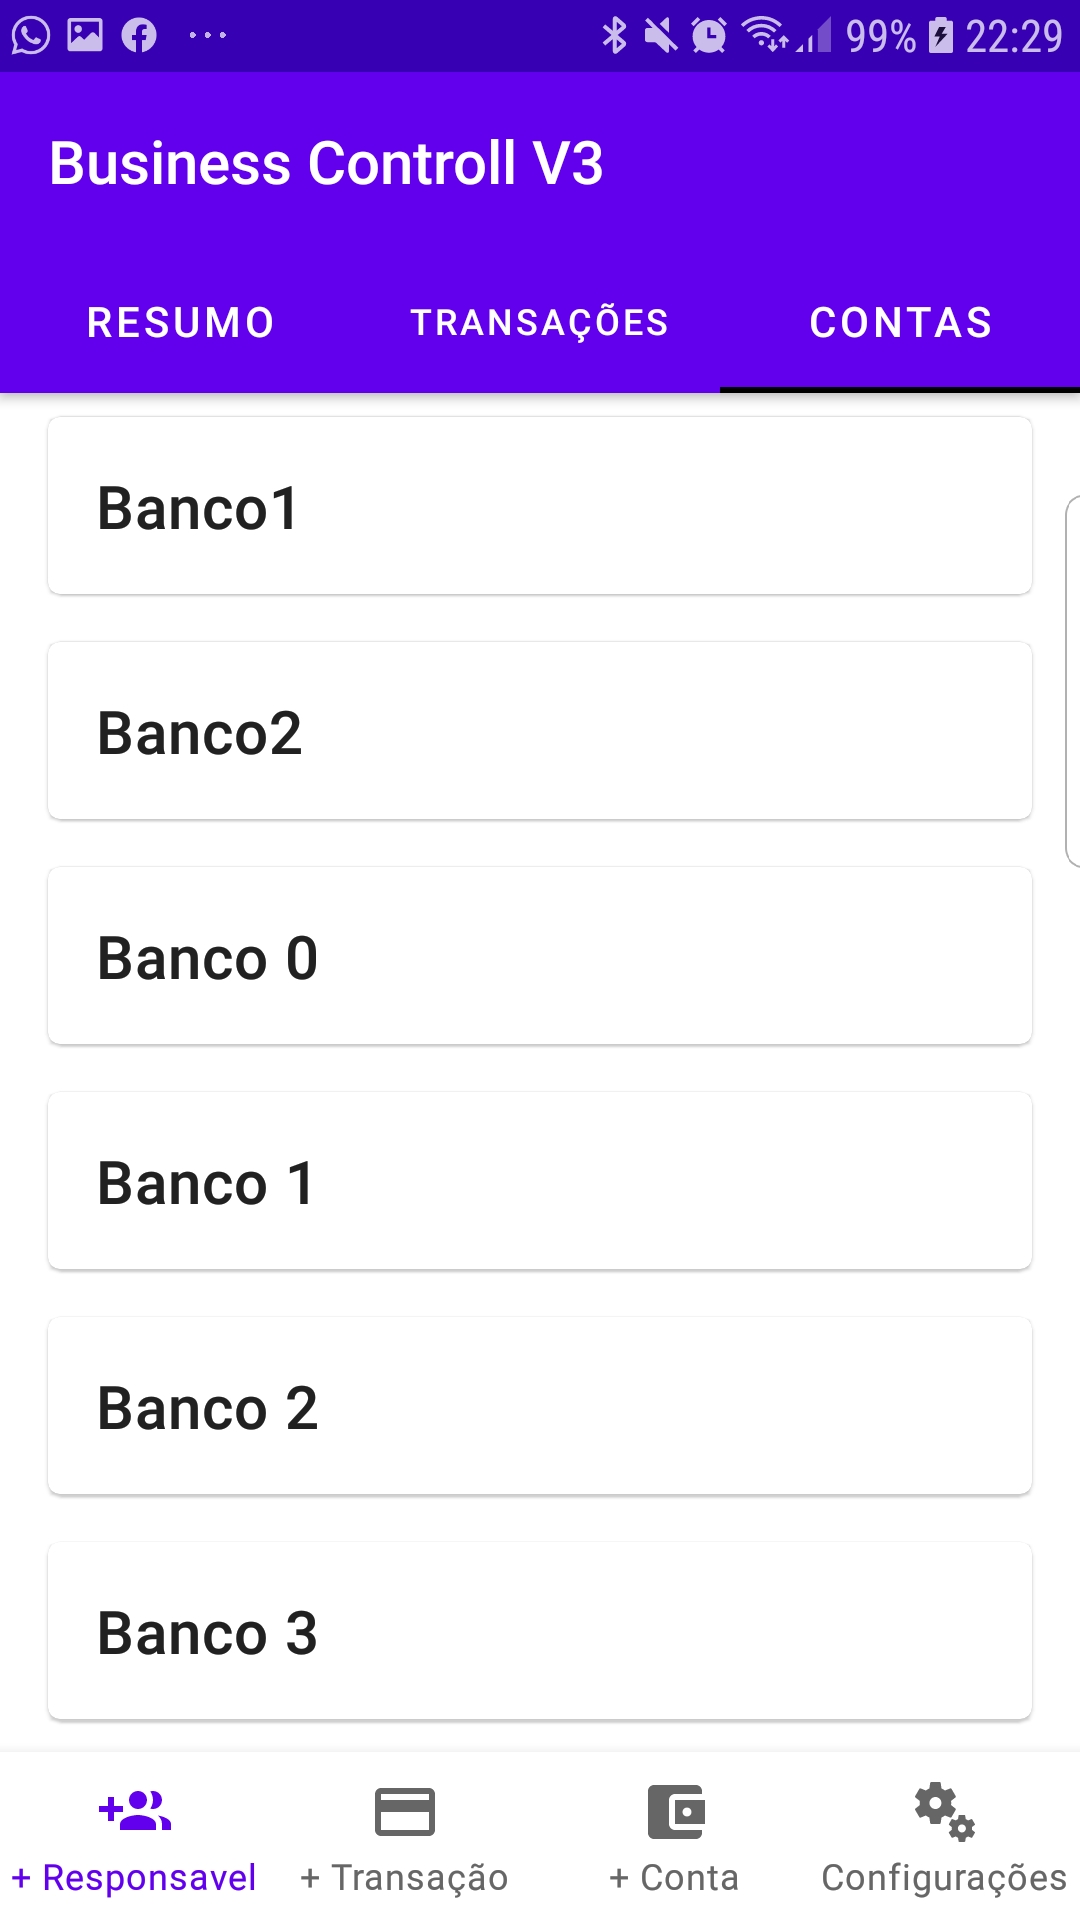 99% 22:29
Business Controll V3
RESUMO TRANSAÇÕES CONTAS
Banco1
Banco2
Banco 0
Banco 1
Banco 2
Banco 3
+ Responsavel + Transação + Conta Configurações